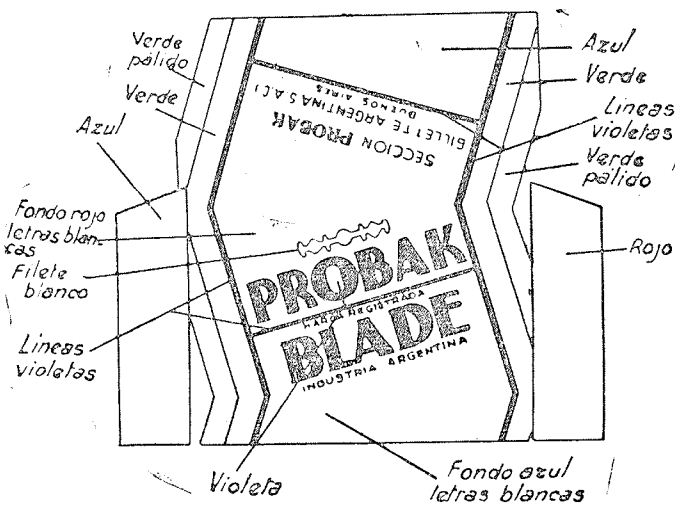 Verde
pálido
Verde
Azul
Azul
Verde
Lineas
violetas
Verde
pálido
Rojo
BUENOS AIRES
GILLETTE ARGENTINA S.A.C.I
SECCION PROBAK
Fondo rojo
letras blan-
cas
Filete
blanco
Lineas
violetas
PROBAK
MARCA REGISTRADA
BLADE
INDUSTRIA ARGENTINA
Violeta
Fondo azul
letras blancas